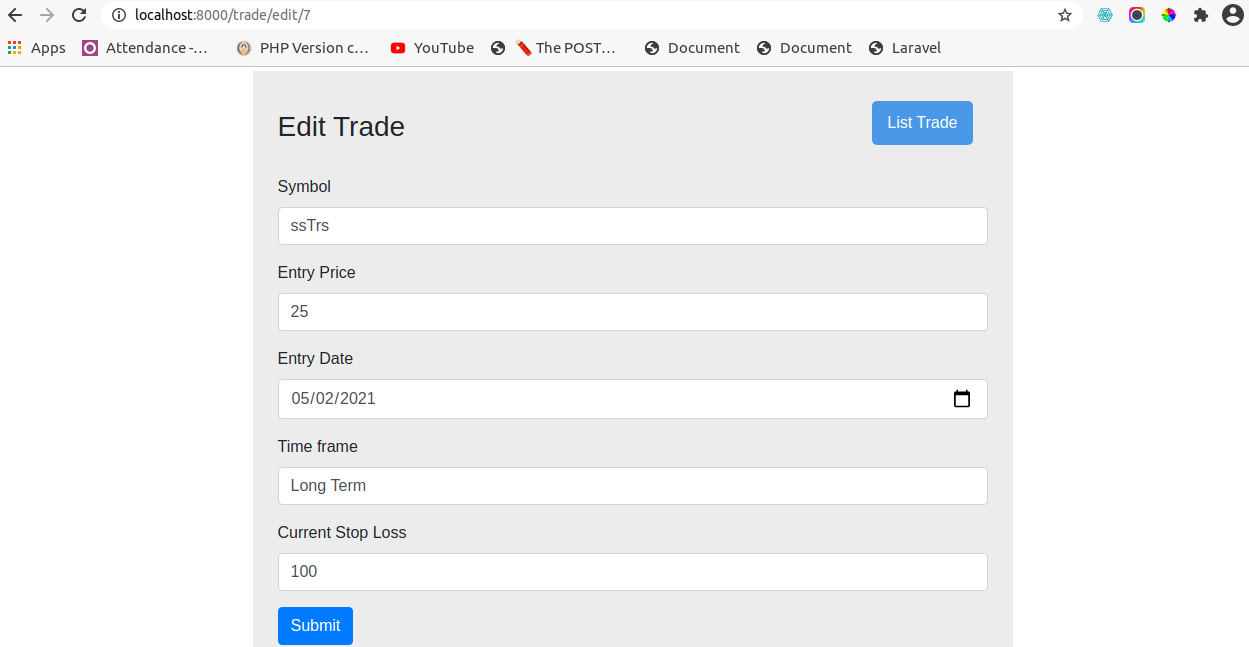 localhost:8000/trade/edit/7
Apps Attendance -... PHP Version c... YouTube The POST... Document Document Laravel
Edit Trade
List Trade
Symbol
ssTrs
Entry Price
25
Entry Date
05/02/2021
Time frame
Long Term
Current Stop Loss
100
Submit